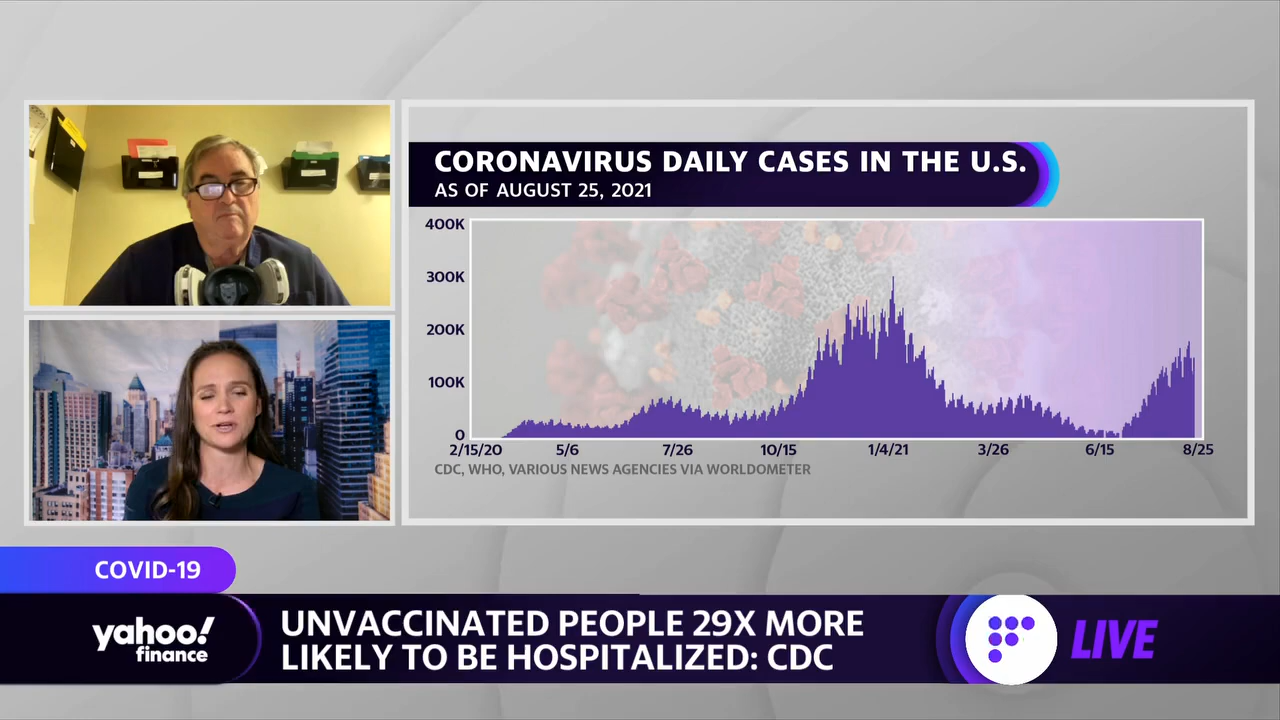 CORONAVIRUS DAILY CASES IN THE U.S.
AS OF AUGUST 25, 2021
400K
300K
200K
100K
0
2/15/20 5/6 7/26 10/15 1/4/21 3/26 6/15 8/25
CDC, WHO, VARIOUS NEWS AGENCIES VIA WORLDOMETER
COVID-19
yahoo!
finance
UNVACCINATED PEOPLE 29X MORE
LIKELY TO BE HOSPITALIZED: CDC
LIVE